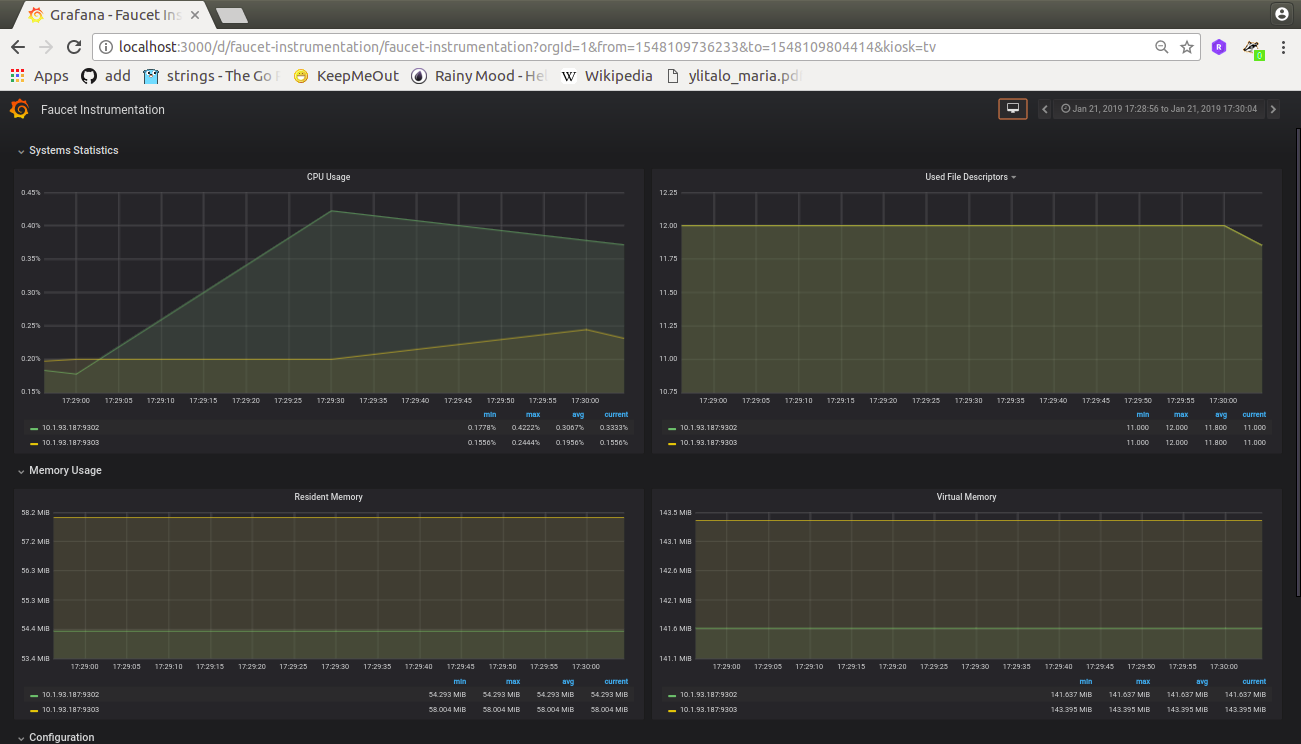 Grafana - Faucet Ins
localhost:3000/d/faucet-instrumentation/faucet-instrumentation?orgId=1&from=1548109736233&to=1548109804414&kiosk=tv
R
0
Apps add strings - The Go KeepMeOut Rainy Mood - Hel W Wikipedia ylitalo_maria.pdf
Faucet Instrumentation
Jan 21, 2019 17:28:56 to Jan 21, 2019 17:30:04
Systems Statistics
CPU Usage
0.45%
0.40%
0.35%
0.30%
0.25%
0.20%
0.15%
17:29:00 17:29:05 17:29:10 17:29:15 17:29:20 17:29:25 17:29:30 17:29:35 17:29:40 17:29:45 17:29:50 17:29:55 17:30:00
min max avg current
10.1.93.187:9302 0.1778% 0.4222% 0.3067% 0.3333%
10.1.93.187:9303 0.1556% 0.2444% 0.1956% 0.1556%
Used File Descriptors
12.25
12.00
11.75
11.50
11.25
11.00
10.75
17:29:00 17:29:05 17:29:10 17:29:15 17:29:20 17:29:25 17:29:30 17:29:35 17:29:40 17:29:45 17:29:50 17:29:55 17:30:00
min max avg current
10.1.93.187:9302 11.000 12.000 11.800 11.000
10.1.93.187:9303 11.000 12.000 11.800 11.000
Memory Usage
Resident Memory
58.2 MiB
57.2 MiB
56.3 MiB
55.3 MiB
54.4 MiB
53.4 MiB
17:29:00 17:29:05 17:29:10 17:29:15 17:29:20 17:29:25 17:29:30 17:29:35 17:29:40 17:29:45 17:29:50 17:29:55 17:30:00
min max avg current
10.1.93.187:9302 54.293 MiB 54.293 MiB 54.293 MiB 54.293 MiB
10.1.93.187:9303 58.004 MiB 58.004 MiB 58.004 MiB 58.004 MiB
Virtual Memory
143.5 MiB
143.1 MiB
142.6 MiB
142.1 MiB
141.6 MiB
141.1 MiB
17:29:00 17:29:05 17:29:10 17:29:15 17:29:20 17:29:25 17:29:30 17:29:35 17:29:40 17:29:45 17:29:50 17:29:55 17:30:00
min max avg current
10.1.93.187:9302 141.637 MiB 141.637 MiB 141.637 MiB 141.637 MiB
10.1.93.187:9303 143.395 MiB 143.395 MiB 143.395 MiB 143.395 MiB
Configuration